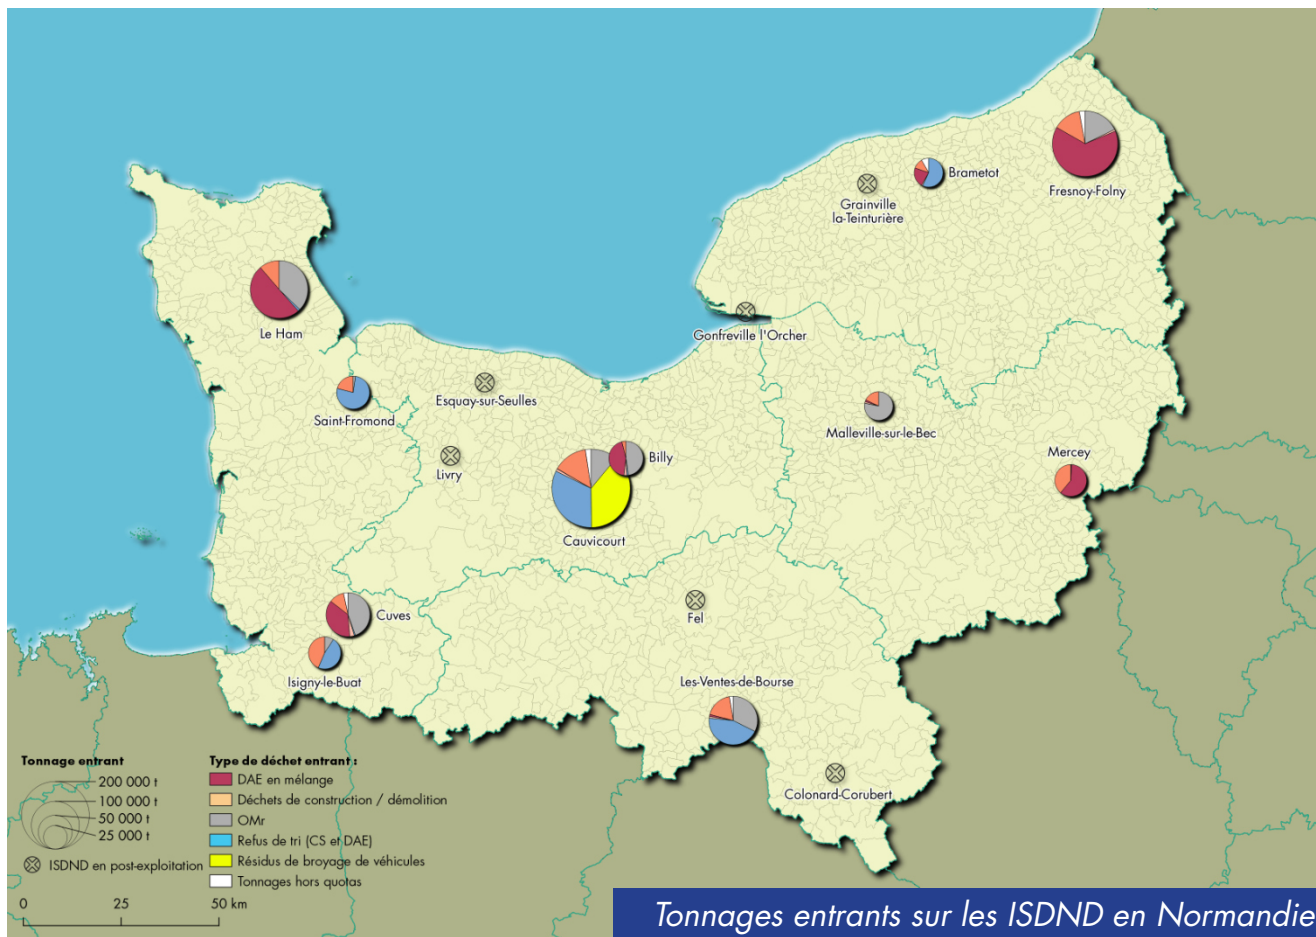 Brametot
Fresnoy-Folny
Grainville
la-Teinturière
Le Ham
Gonfreville l'Orcher
Saint-Fromond
Esquay-sur-Seulles
Malleville-sur-le-Bec
Livry
Billy
Mercey
Cauvicourt
Cuves
Fel
Isigny-le-Buat
Les-Ventes-de-Bourse
Colonard-Corubert
Tonnage entrant
200 000 t
100 000 t
50 000 t
25 000 t
ISDND en post-exploitation
0 25 50 km
Type de déchet entrant :
DAE en mélange
Déchets de construction / démolition
OMr
Refus de tri (CS et DAE)
Résidus de broyage de véhicules
Tonnages hors quotas
Tonnages entrants sur les ISDND en Normandie